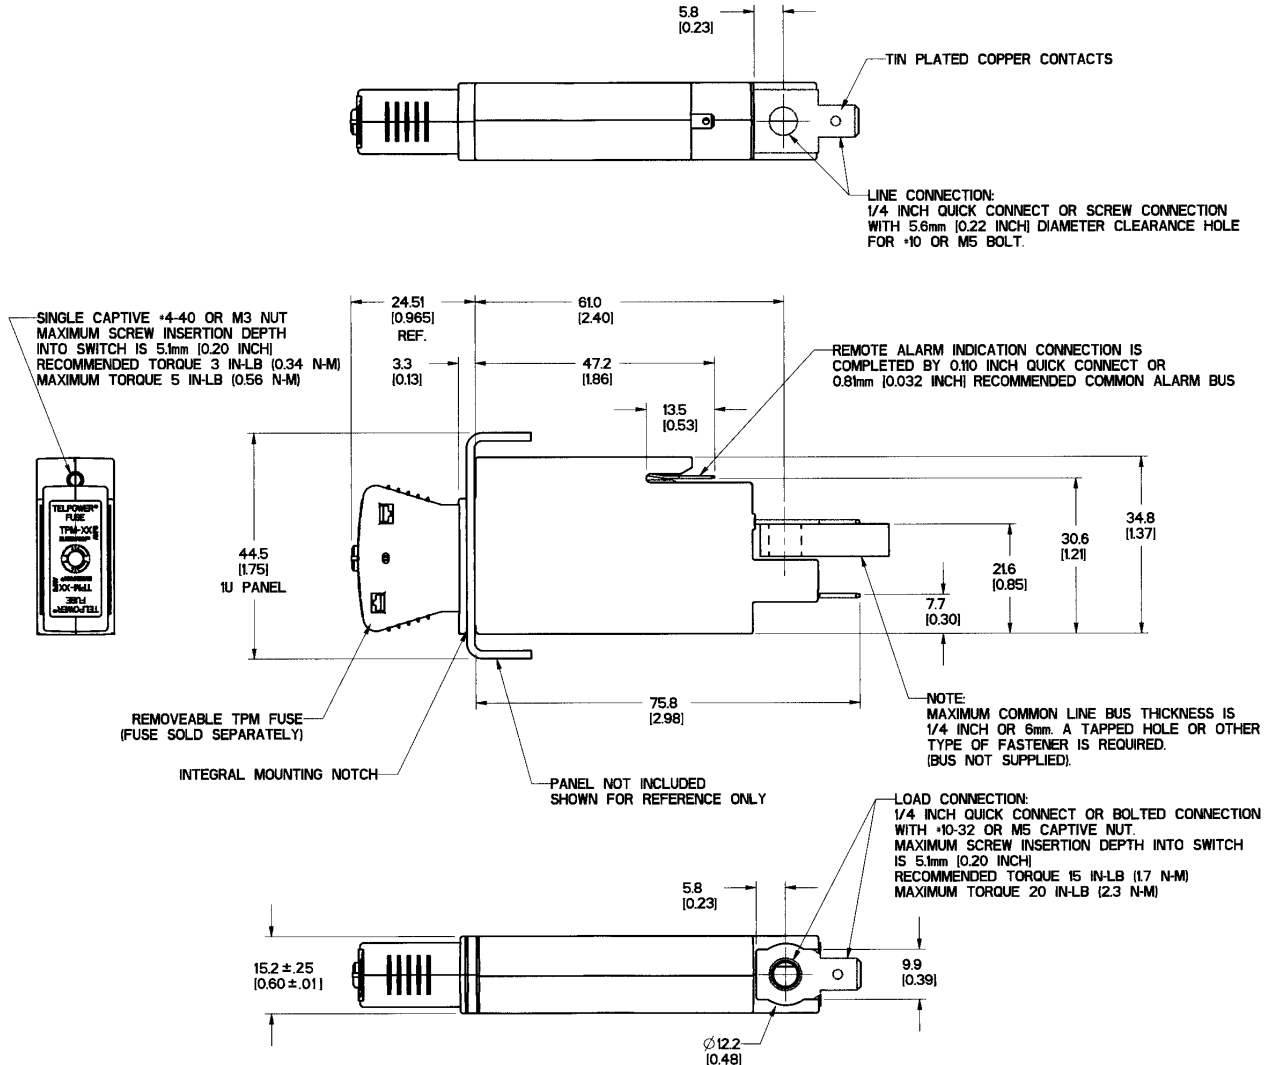 5.8
[0.23]
TIN PLATED COPPER CONTACTS
LINE CONNECTION:
1/4 INCH QUICK CONNECT OR SCREW CONNECTION
WITH 5.6mm [0.22 INCH] DIAMETER CLEARANCE HOLE
FOR #10 OR M5 BOLT.
SINGLE CAPTIVE #4-40 OR M3 NUT
MAXIMUM SCREW INSERTION DEPTH
INTO SWITCH IS 5.1mm [0.20 INCH]
RECOMMENDED TORQUE 3 IN-LB (0.34 N-M)
MAXIMUM TORQUE 5 IN-LB (0.56 N-M)
24.51
[0.965]
REF.
61.0
[2.40]
3.3
[0.13]
47.2
[1.86]
13.5
[0.53]
REMOTE ALARM INDICATION CONNECTION IS
COMPLETED BY 0.110 INCH QUICK CONNECT OR
0.81mm [0.032 INCH] RECOMMENDED COMMON ALARM BUS
TELPOWER®
FUSE
TPM-XX
TPM-XX
FUSE
TELPOWER®
44.5
[1.75]
1U PANEL
34.8
[1.37]
30.6
[1.21]
21.6
[0.85]
7.7
[0.30]
75.8
[2.98]
REMOVEABLE TPM FUSE
(FUSE SOLD SEPARATELY)
INTEGRAL MOUNTING NOTCH
PANEL NOT INCLUDED
SHOWN FOR REFERENCE ONLY
NOTE:
MAXIMUM COMMON LINE BUS THICKNESS IS
1/4 INCH OR 6mm. A TAPPED HOLE OR OTHER
TYPE OF FASTENER IS REQUIRED.
(BUS NOT SUPPLIED).
LOAD CONNECTION:
1/4 INCH QUICK CONNECT OR BOLTED CONNECTION
WITH #10-32 OR M5 CAPTIVE NUT.
MAXIMUM SCREW INSERTION DEPTH INTO SWITCH
IS 5.1mm [0.20 INCH]
RECOMMENDED TORQUE 15 IN-LB (1.7 N-M)
MAXIMUM TORQUE 20 IN-LB (2.3 N-M)
5.8
[0.23]
15.2 ± .25
[0.60 ± .01]
9.9
[0.39]
Ø12.2
[0.48]